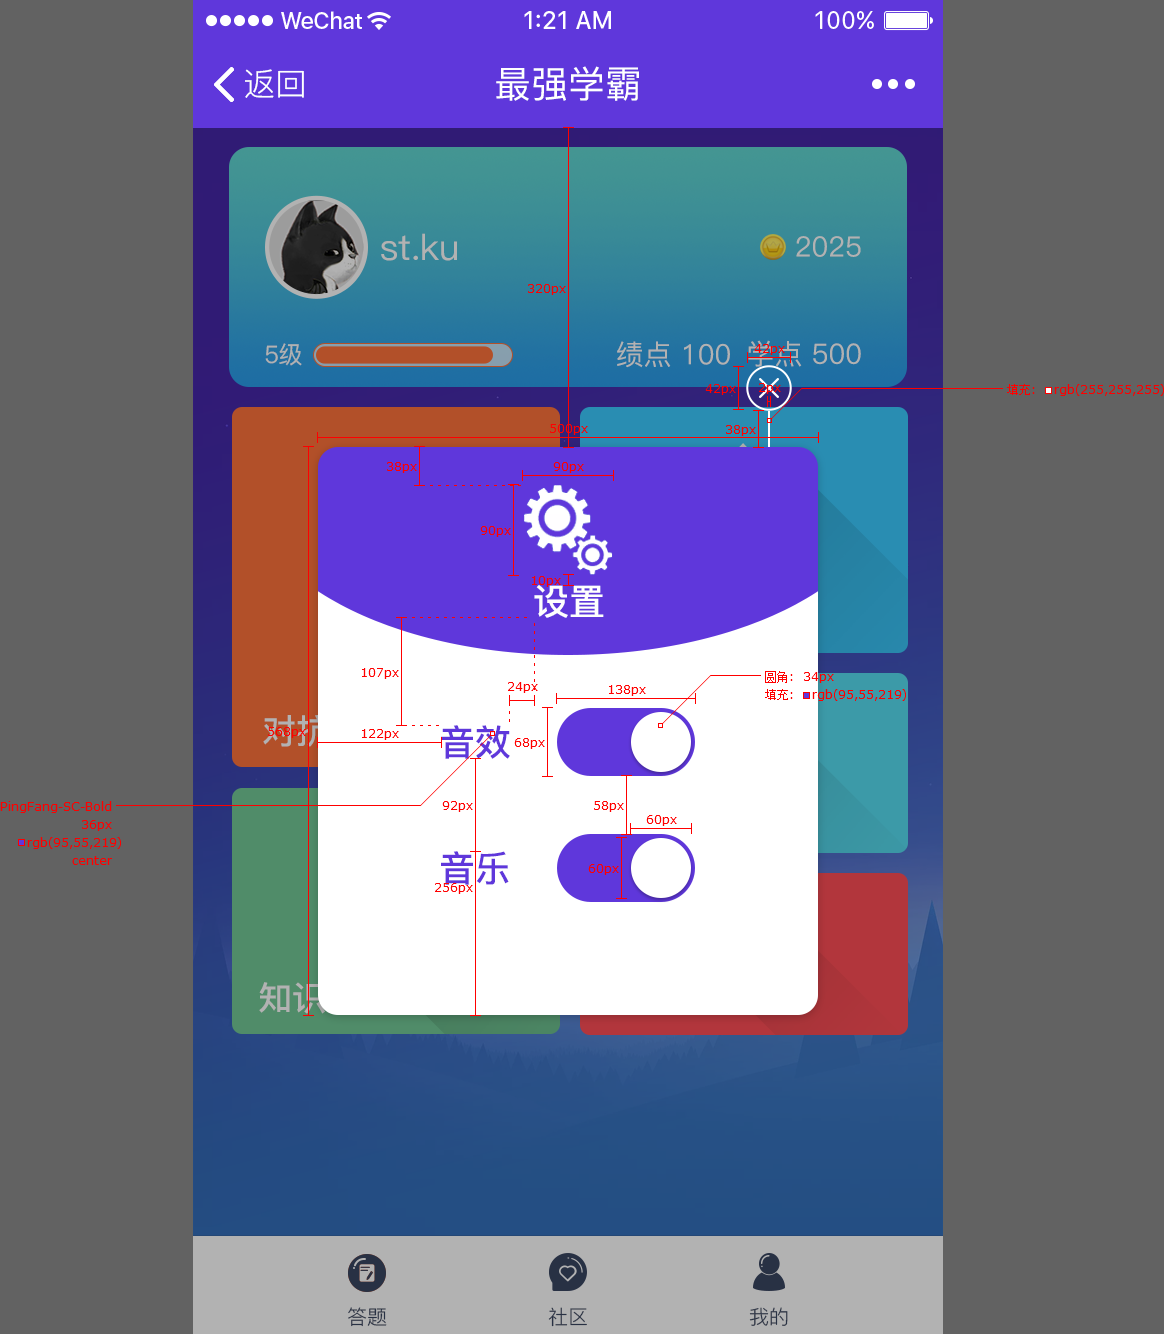 WeChat 1:21 AM 100%
返回 最强学霸
st.ku 2025
320px
5级 绩点 100 学点 500
42px
42px
填充: rgb(255,255,255)
500px 38px
38px 90px
90px
10px
设置
107px
圆角: 34px
24px 138px
填充: rgb(95,55,219)
对抗
568px 122px 音效 68px
PingFang-SC-Bold
36px
rgb(95,55,219)
center
92px 58px
60px
音乐 60px
256px
知识
答题 社区 我的